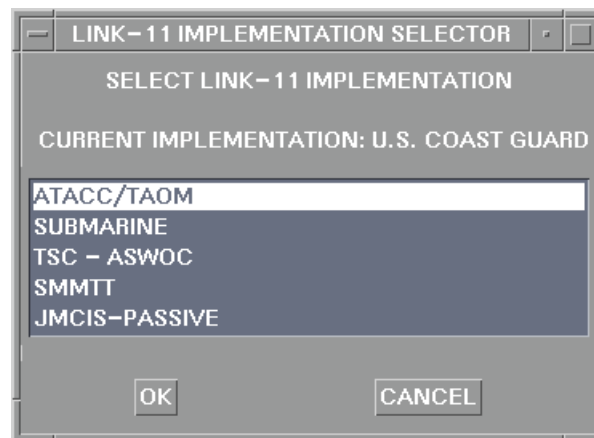 LINK-11 IMPLEMENTATION SELECTOR
SELECT LINK-11 IMPLEMENTATION
CURRENT IMPLEMENTATION: U.S. COAST GUARD
ATACC/TAOM
SUBMARINE
TSC - ASWOC
SMMTT
JMCIS-PASSIVE
OK CANCEL